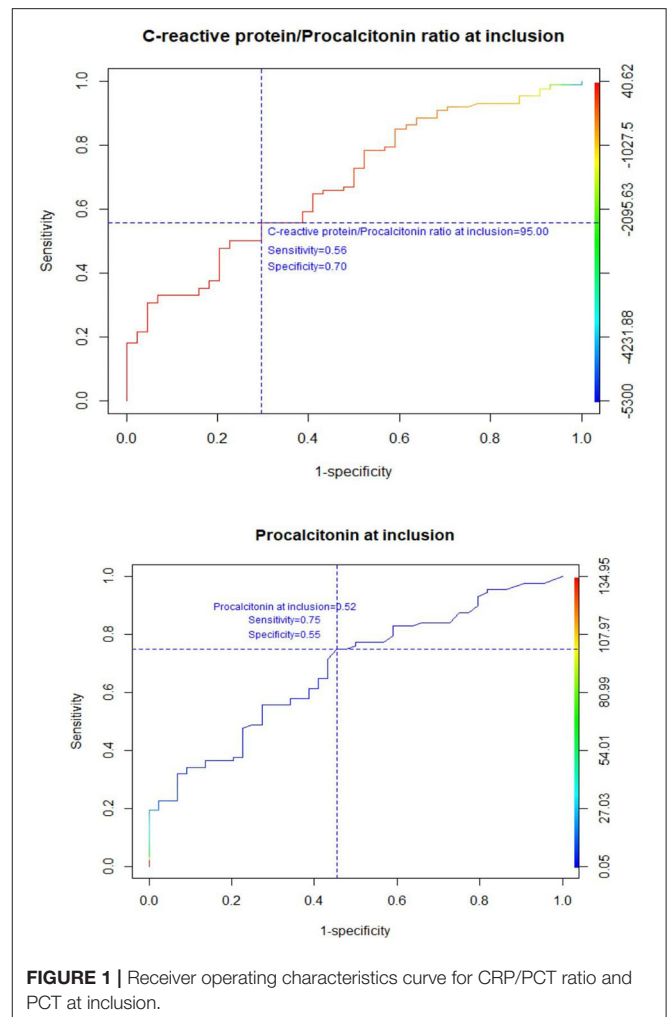 C-reactive protein/Procalcitonin ratio at inclusion
1.0
0.8
0.6
0.4
0.2
0.0
Sensitivity
C-reactive protein/Procalcitonin ratio at inclusion=95.00
Sensitivity=0.56
Specificity=0.70
40.62
-1027.5
-2095.63
-4231.88
-5300
0.0 0.2 0.4 0.6 0.8 1.0
1-specificity
Procalcitonin at inclusion
1.0
0.8
0.6
0.4
0.2
0.0
Sensitivity
Procalcitonin at inclusion=0.52
Sensitivity=0.75
Specificity=0.55
134.95
107.97
80.99
54.01
27.03
0.05
0.0 0.2 0.4 0.6 0.8 1.0
1-specificity
FIGURE 1 | Receiver operating characteristics curve for CRP/PCT ratio and
PCT at inclusion.